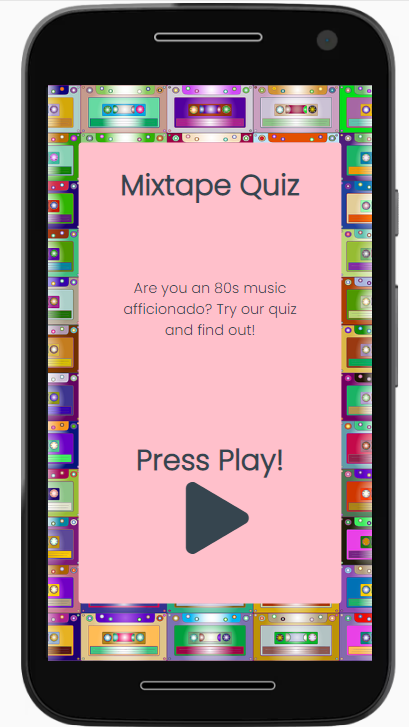 Mixtape Quiz
Are you an 80s music
afficionado? Try our quiz
and find out!
Press Play!